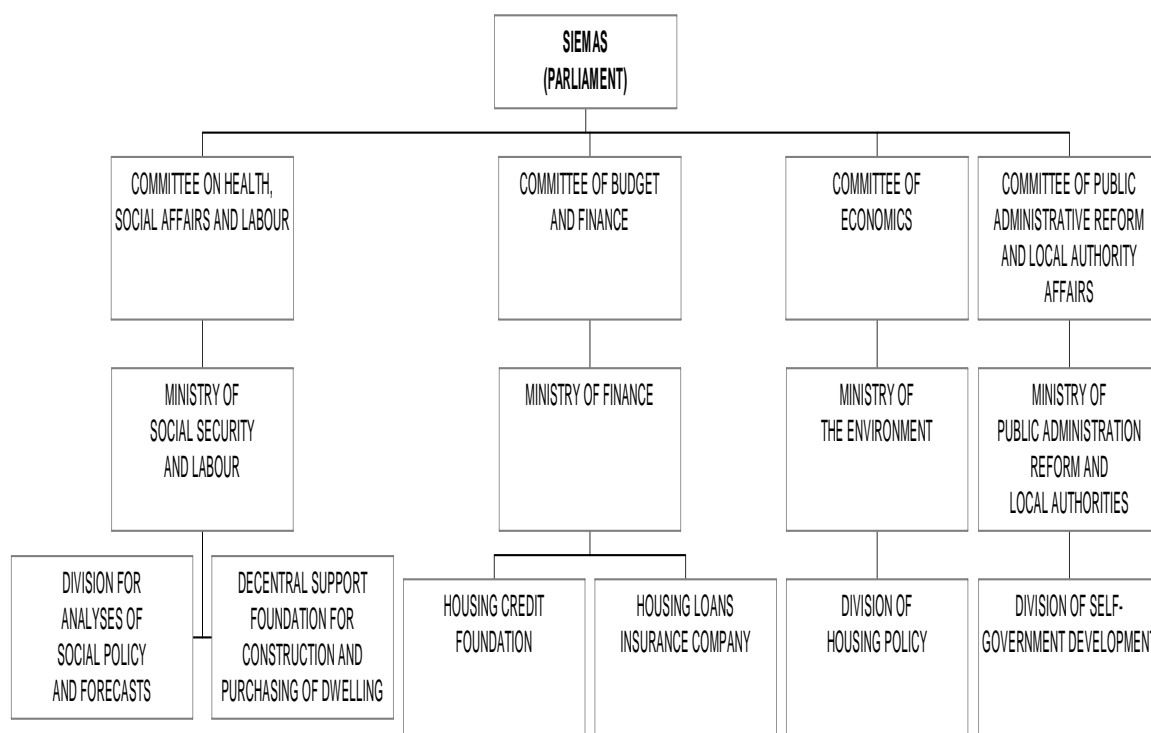 SIEMAS
(PARLIAMENT)
COMMITTEE ON HEALTH,
SOCIAL AFFAIRS AND LABOUR
COMMITTEE OF BUDGET
AND FINANCE
COMMITTEE OF
ECONOMICS
COMMITTEE OF PUBLIC
ADMINISTRATIVE REFORM
AND LOCAL AUTHORITY
AFFAIRS
MINISTRY OF
SOCIAL SECURITY
AND LABOUR
MINISTRY OF FINANCE
MINISTRY OF
THE ENVIRONMENT
MINISTRY OF
PUBLIC ADMINISTRATION
REFORM AND
LOCAL AUTHORITIES
DIVISION FOR
ANALYSES OF
SOCIAL POLICY
AND FORECASTS
DECENTRAL SUPPORT
FOUNDATION FOR
CONSTRUCTION AND
PURCHASING OF DWELLING
HOUSING CREDIT
FOUNDATION
HOUSING LOANS
INSURANCE COMPANY
DIVISION OF
HOUSING POLICY
DIVISION OF SELF-
GOVERNMENT DEVELOPMENT